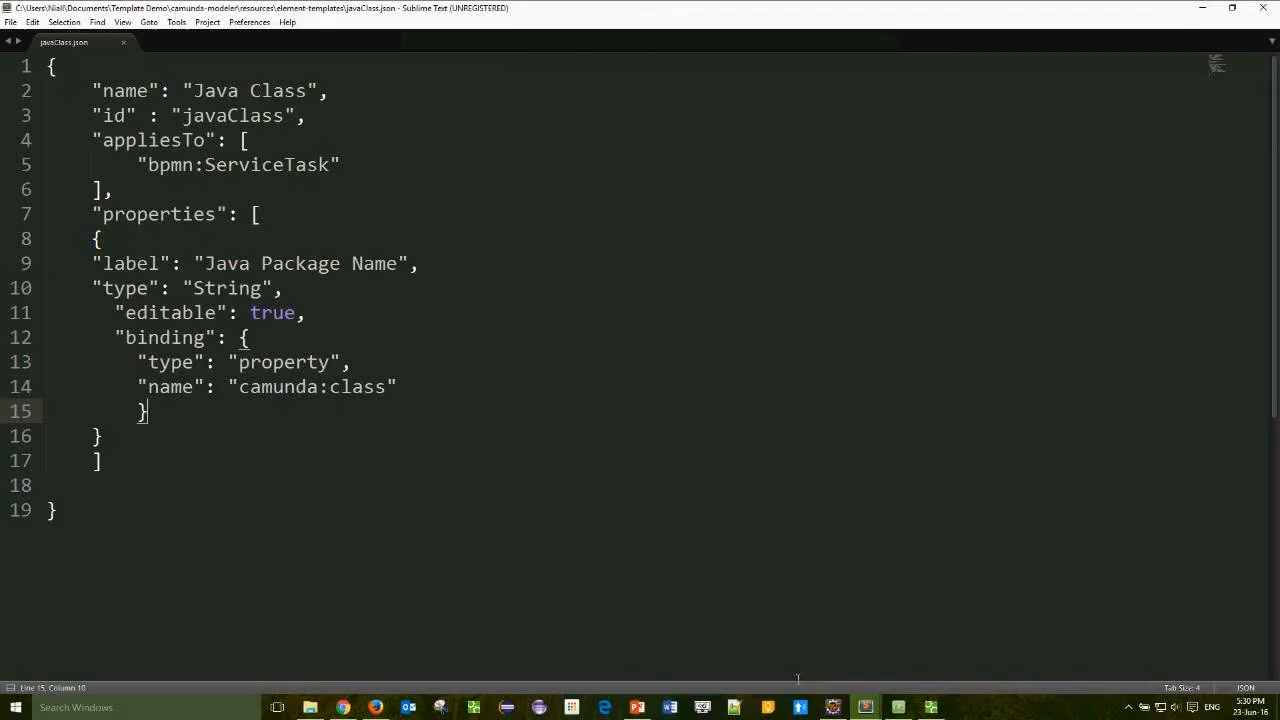 C:\Users\Niall\Documents\Template Demo\camunda-modeler\resources\element-templates\javaClass.json - Sublime Text (UNREGISTERED)
File Edit Selection Find View Goto Tools Project Preferences Help
javaClass.json
1 {
2 "name": "Java Class",
3 "id" : "javaClass",
4 "appliesTo": [
5 "bpmn:ServiceTask"
6 ],
7 "properties": [
8 {
9 "label": "Java Package Name",
10 "type": "String",
11 "editable": true,
12 "binding": {
13 "type": "property",
14 "name": "camunda:class"
15 }
16 }
17 ]
18
19 }
Line 15, Column 10 Tab Size: 4 JSON
Search Windows
ENG
5:30 PM
23-Jun-16